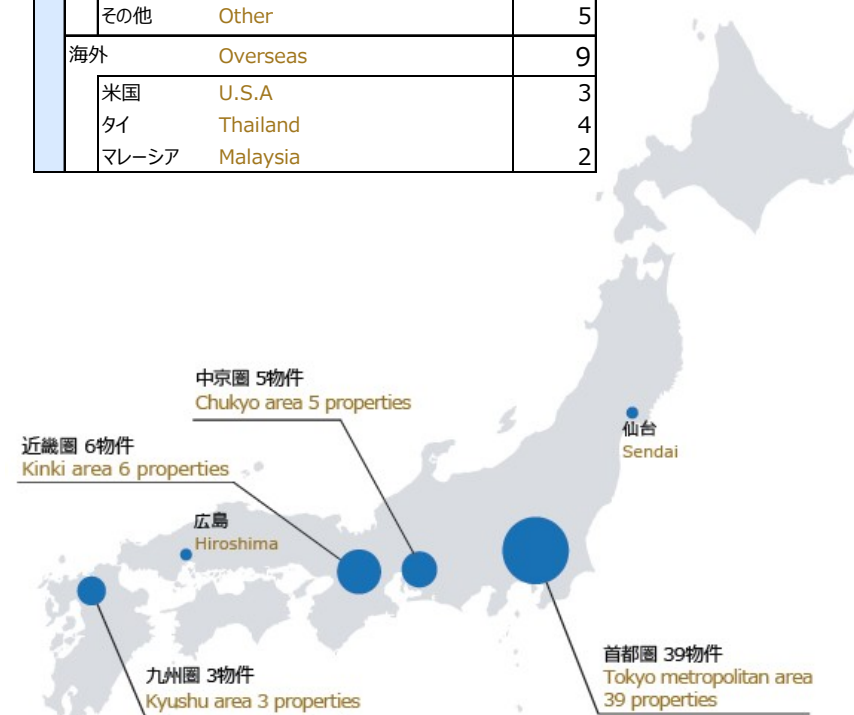 その他 Other 5
海外 Overseas 9
米国 U.S.A 3
タイ Thailand 4
マレーシア Malaysia 2
中京圏 5物件
Chukyo area 5 properties
仙台
Sendai
近畿圏 6物件
Kinki area 6 properties
広島
Hiroshima
首都圏 39物件
Tokyo metropolitan area
39 properties
九州圏 3物件
Kyushu area 3 properties